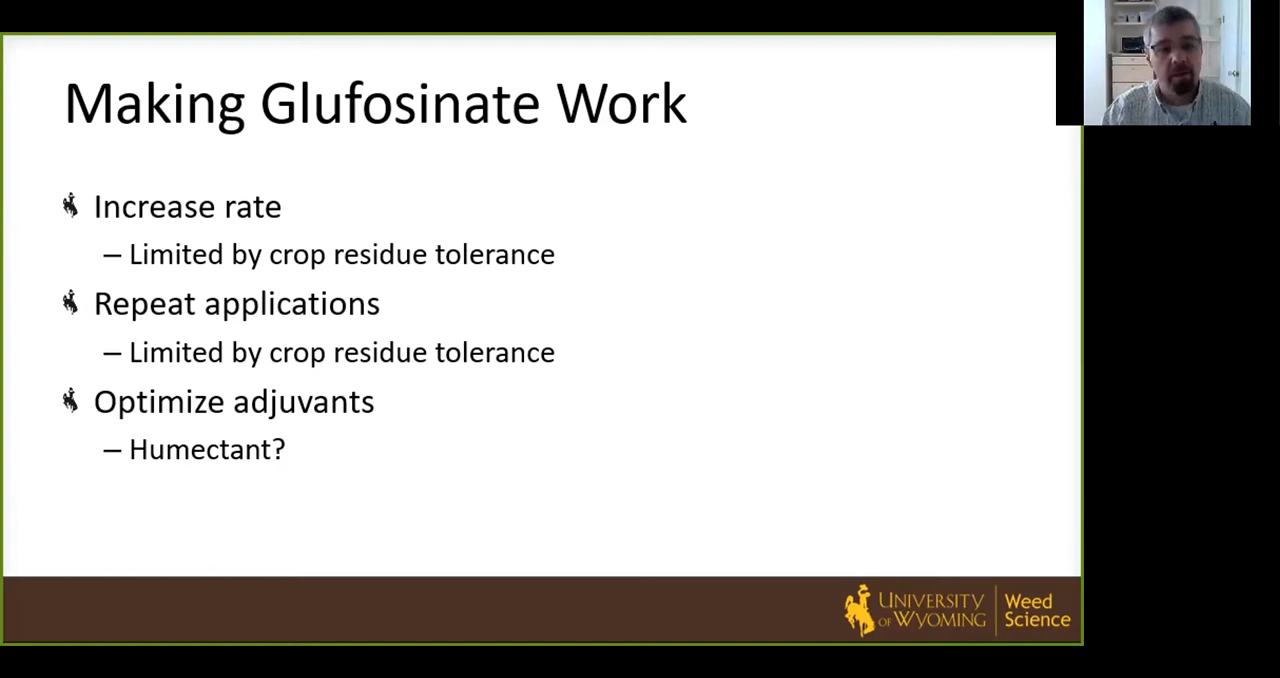 Making Glufosinate Work
Increase rate
– Limited by crop residue tolerance
Repeat applications
– Limited by crop residue tolerance
Optimize adjuvants
– Humectant?
UNIVERSITY
OF WYOMING
Weed
Science